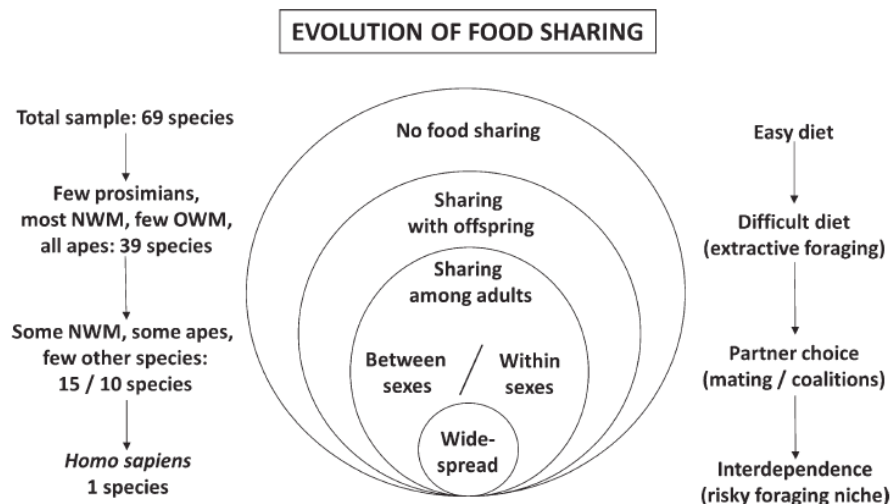 EVOLUTION OF FOOD SHARING
Total sample: 69 species
Few prosimians,
most NWM, few OWM,
all apes: 39 species
Some NWM, some apes,
few other species:
15 / 10 species
Homo sapiens
1 species
No food sharing
Sharing
with offspring
Sharing
among adults
Between
sexes
/
Within
sexes
Wide-
spread
Easy diet
Difficult diet
(extractive foraging)
Partner choice
(mating / coalitions)
Interdependence
(risky foraging niche)